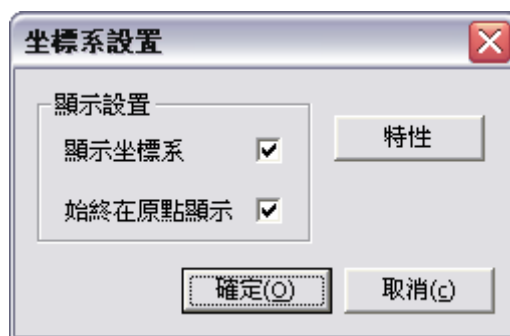 坐標系設置
顯示設置
顯示坐標系
特性
始終在原點顯示
確定(O)
取消(c)